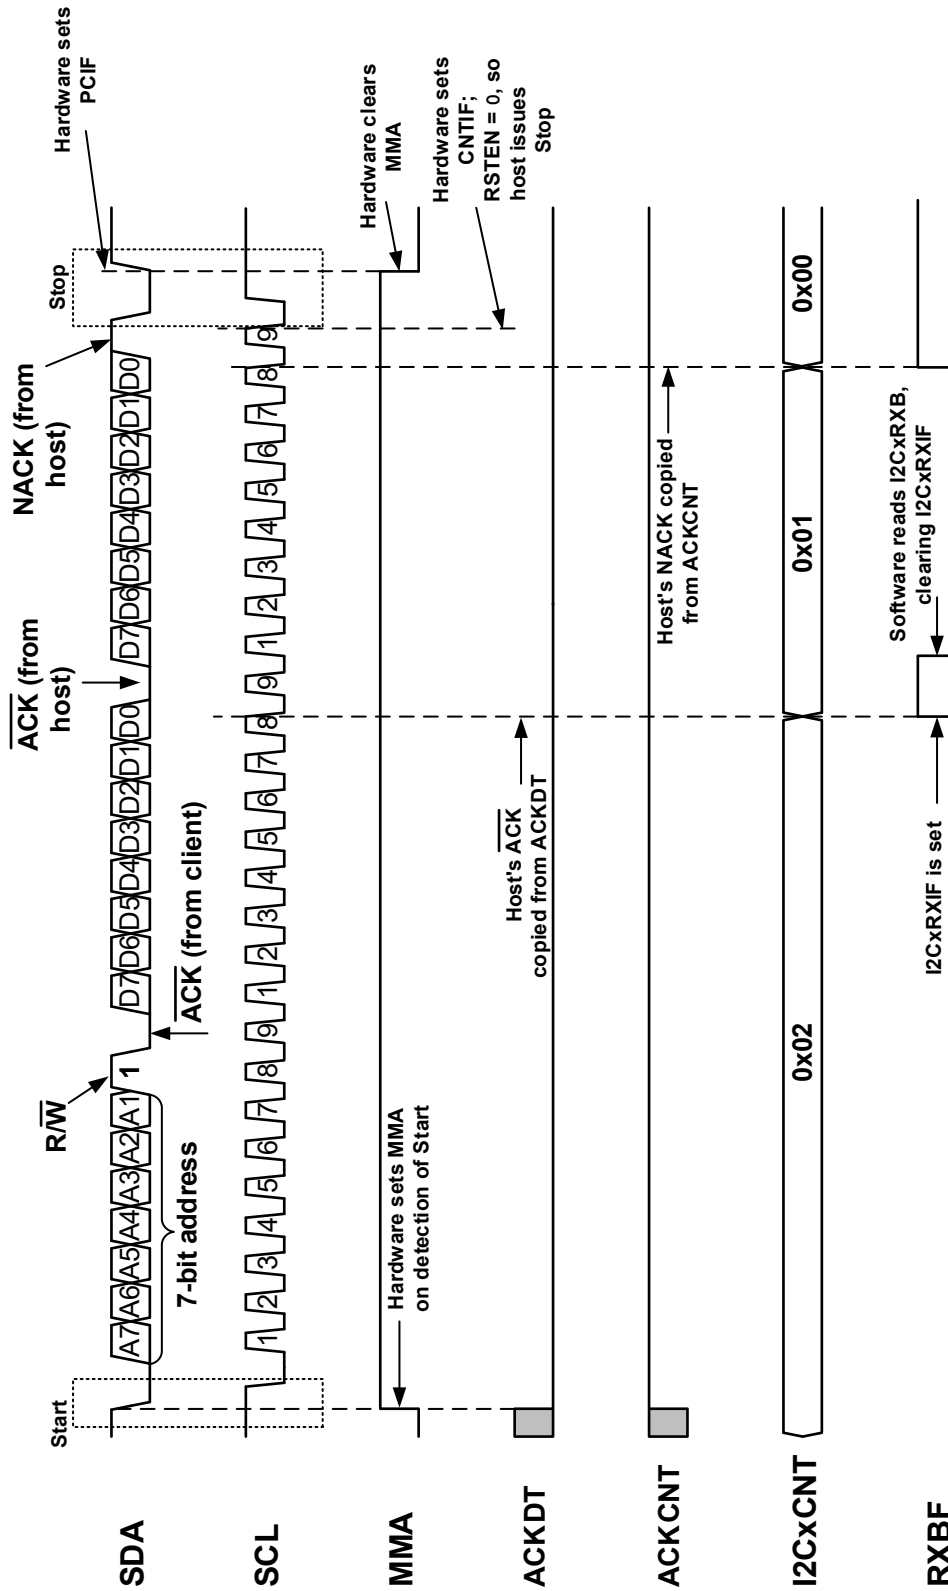 Hardware sets
PCIF
NACK (from
host)
A̅C̅K̅ (from
host)
R/W̅
Start
Stop
SDA
A7 A6 A5 A4 A3 A2 A1 1 D7 D6 D5 D4 D3 D2 D1 D0 D7 D6 D5 D4 D3 D2 D1 D0
7-bit address
A̅C̅K̅ (from client)
SCL
1 2 3 4 5 6 7 8 9 1 2 3 4 5 6 7 8 9 1 2 3 4 5 6 7 8 9
MMA
Hardware sets MMA
on detection of Start
Hardware clears
MMA
Hardware sets
CNTIF;
RSTEN = 0, so
host issues
Stop
ACKDT
Host's A̅C̅K̅
copied from ACKDT
ACKCNT
Host's NACK copied
from ACKCNT
I2CxCNT
0x02
0x01
0x00
Software reads I2CxRXB,
clearing I2CxRXIF
RXBF
I2CxRXIF is set